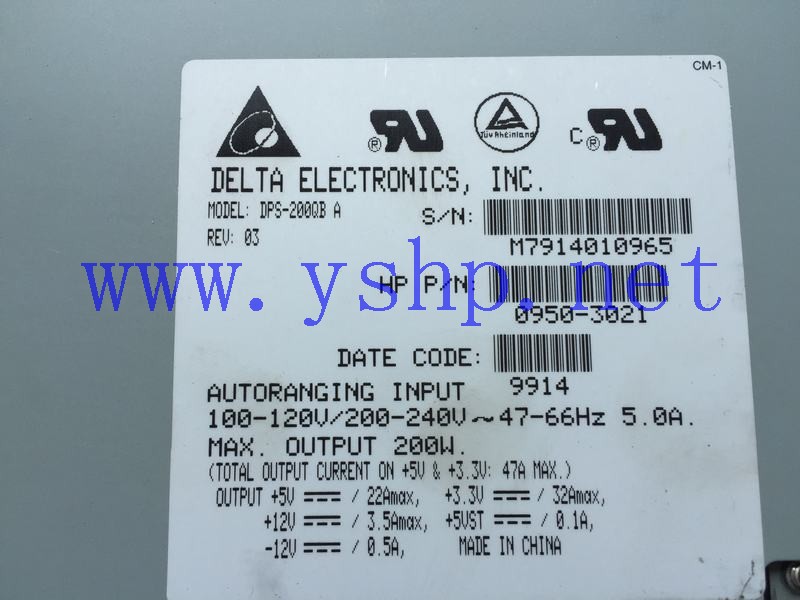 CM-1
TÜV Rheinland
C
DELTA ELECTRONICS, INC.
MODEL: DPS-200QB A
S/N:
REV: 03
M7914010965
HP P/N:
www.yshp.net
0950-3021
DATE CODE:
9914
AUTORANGING INPUT
100-120V/200-240V~47-66Hz 5.0A.
MAX. OUTPUT 200W.
(TOTAL OUTPUT CURRENT ON +5V & +3.3V: 47A MAX.)
OUTPUT +5V ⎓ / 22Amax, +3.3V ⎓ / 32Amax,
+12V ⎓ / 3.5Amax, +5VST ⎓ / 0.1A,
-12V ⎓ / 0.5A, MADE IN CHINA